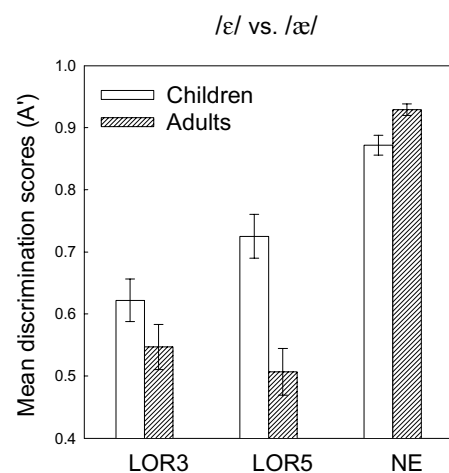 /ɛ/ vs. /æ/
Mean discrimination scores (A')
1.0
0.9
0.8
0.7
0.6
0.5
0.4
Children
Adults
LOR3 LOR5 NE